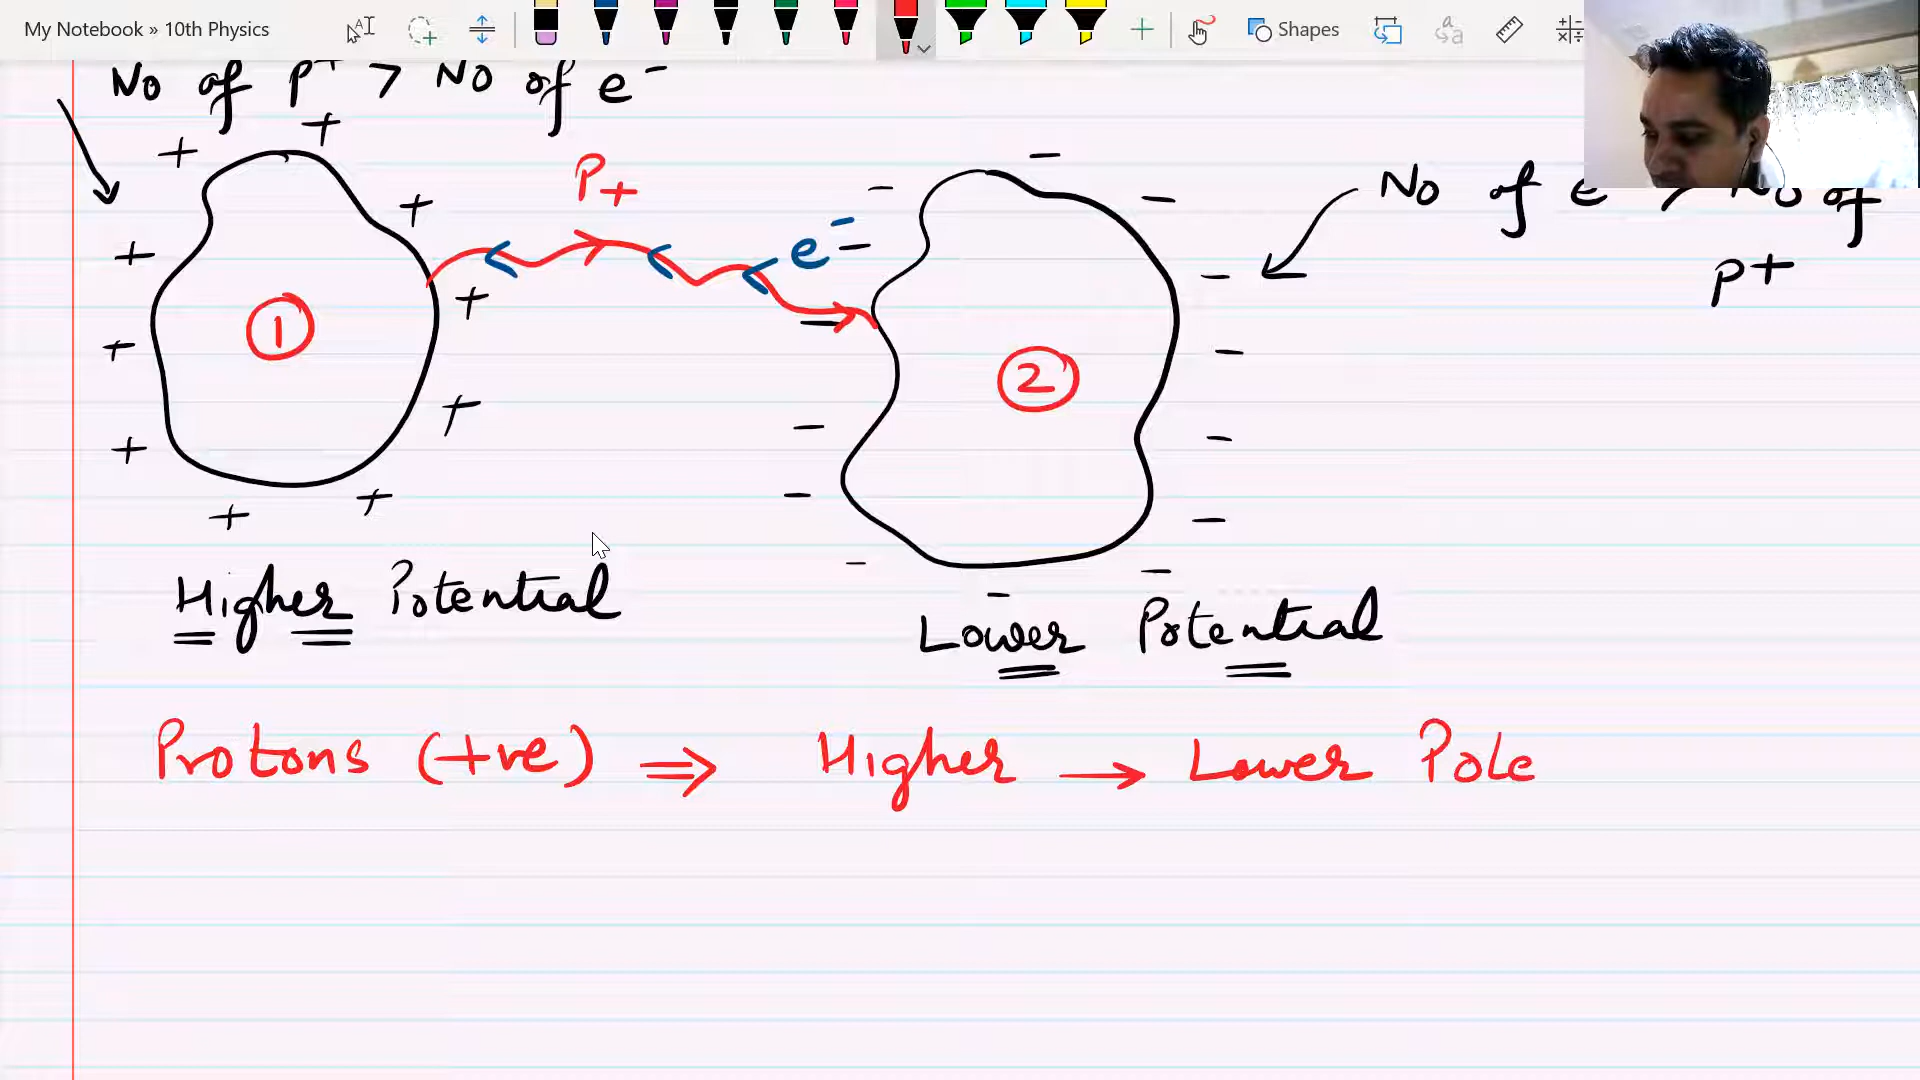 My Notebook » 10th Physics
Shapes
No of p+ > No of e-
P+
e-
No of e > No of
p+
1
2
Higher Potential
Lower Potential
Protons (+ve) ⇒ Higher → Lower Pole